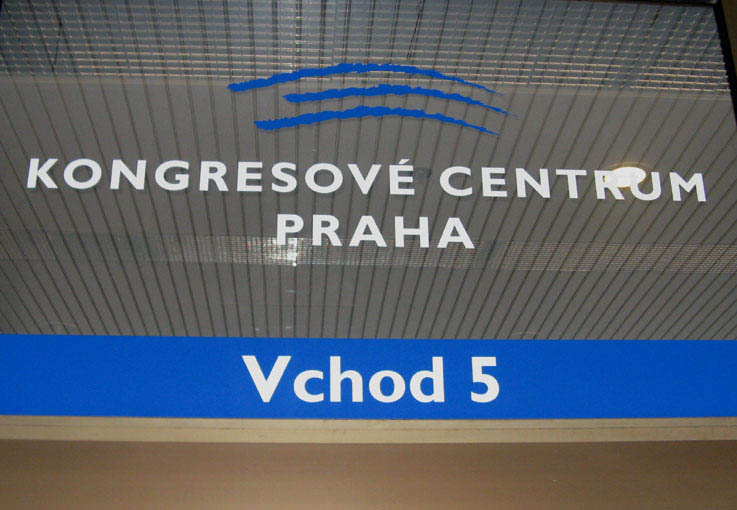 KONGRESOVÉ CENTRUM
PRAHA
Vchod 5